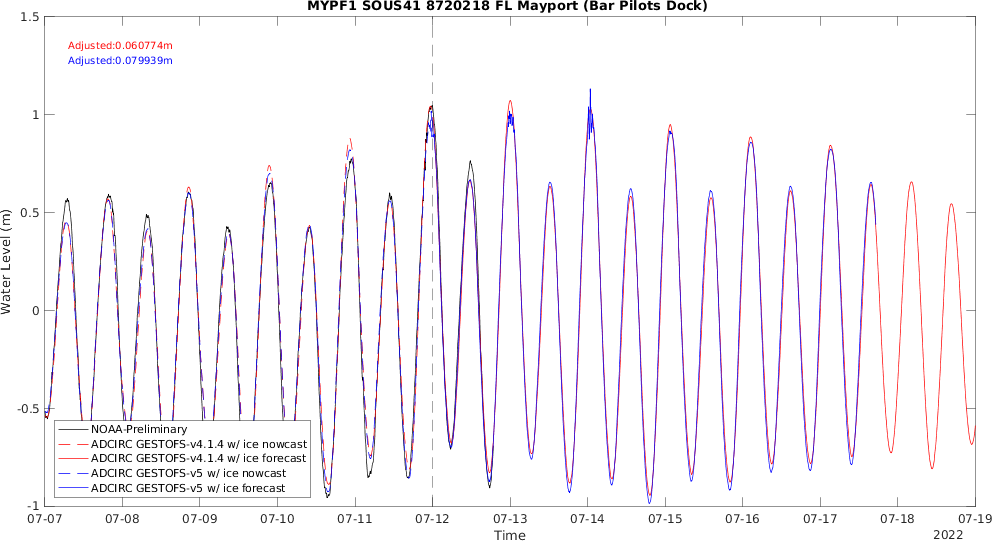 MYPF1 SOUS41 8720218 FL Mayport (Bar Pilots Dock)
1.5
1
0.5
0
-0.5
-1
Water Level (m)
Adjusted:0.060774m
Adjusted:0.079939m
NOAA-Preliminary
ADCIRC GESTOFS-v4.1.4 w/ ice nowcast
ADCIRC GESTOFS-v4.1.4 w/ ice forecast
ADCIRC GESTOFS-v5 w/ ice nowcast
ADCIRC GESTOFS-v5 w/ ice forecast
07-07 07-08 07-09 07-10 07-11 07-12 07-13 07-14 07-15 07-16 07-17 07-18 07-19
Time
2022